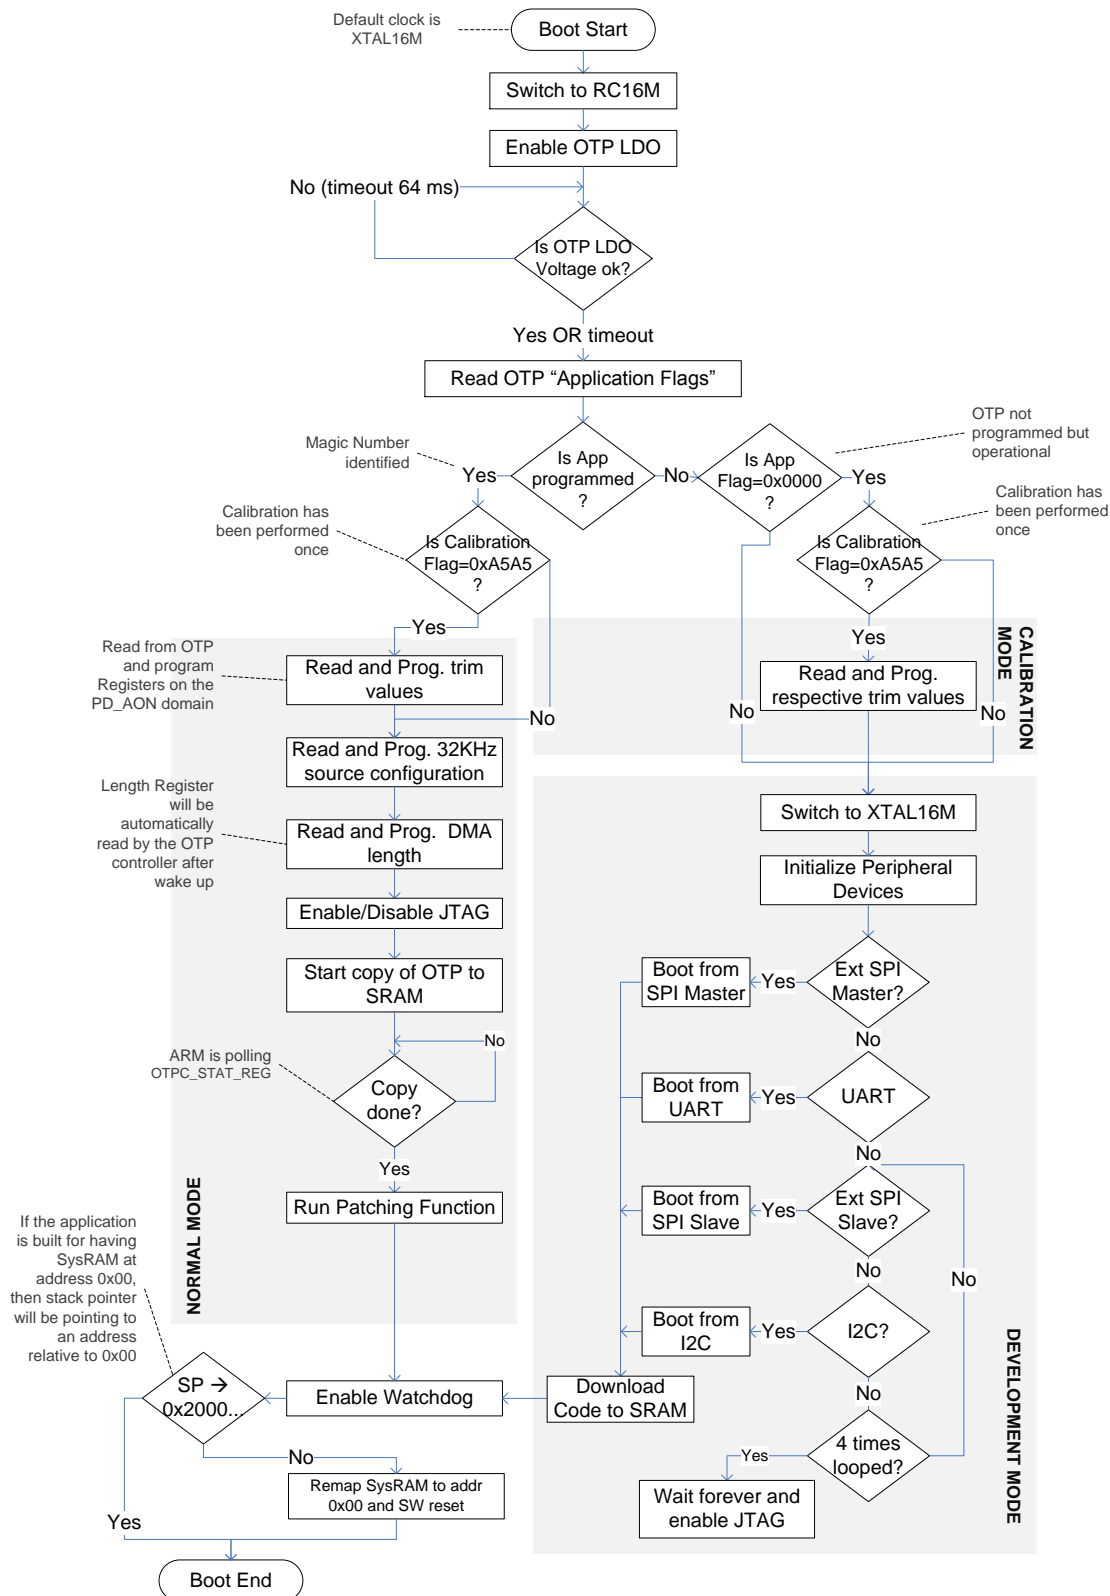 Default clock is
XTAL16M
Boot Start
Switch to RC16M
Enable OTP LDO
No (timeout 64 ms)
Is OTP LDO
Voltage ok?
Yes OR timeout
Read OTP “Application Flags”
Magic Number
identified
Yes
Is App
programmed
?
No
Is App
Flag=0x0000
?
Yes
OTP not
programmed but
operational
Calibration has
been performed
once
Is Calibration
Flag=0xA5A5
?
Is Calibration
Flag=0xA5A5
?
Calibration has
been performed
once
Yes
No
Yes
No
No
CALIBRATION
MODE
Read from OTP
and program
Registers on the
PD_AON domain
Read and Prog. trim
values
Read and Prog.
respective trim values
Read and Prog. 32KHz
source configuration
Length Register
will be
automatically
read by the OTP
controller after
wake up
Read and Prog. DMA
length
Enable/Disable JTAG
Start copy of OTP to
SRAM
No
ARM is polling
OTPC_STAT_REG
Copy
done?
Yes
Run Patching Function
NORMAL MODE
Switch to XTAL16M
Initialize Peripheral
Devices
Boot from
SPI Master
Yes
Ext SPI
Master?
No
Boot from
UART
Yes
UART
No
Boot from
SPI Slave
Yes
Ext SPI
Slave?
No
No
Boot from
I2C
Yes
I2C?
No
DEVELOPMENT MODE
4 times
looped?
Yes
Wait forever and
enable JTAG
Download
Code to SRAM
Enable Watchdog
If the application
is built for having
SysRAM at
address 0x00,
then stack pointer
will be pointing to
an address
relative to 0x00
SP →
0x2000...
No
Remap SysRAM to addr
0x00 and SW reset
Yes
Boot End